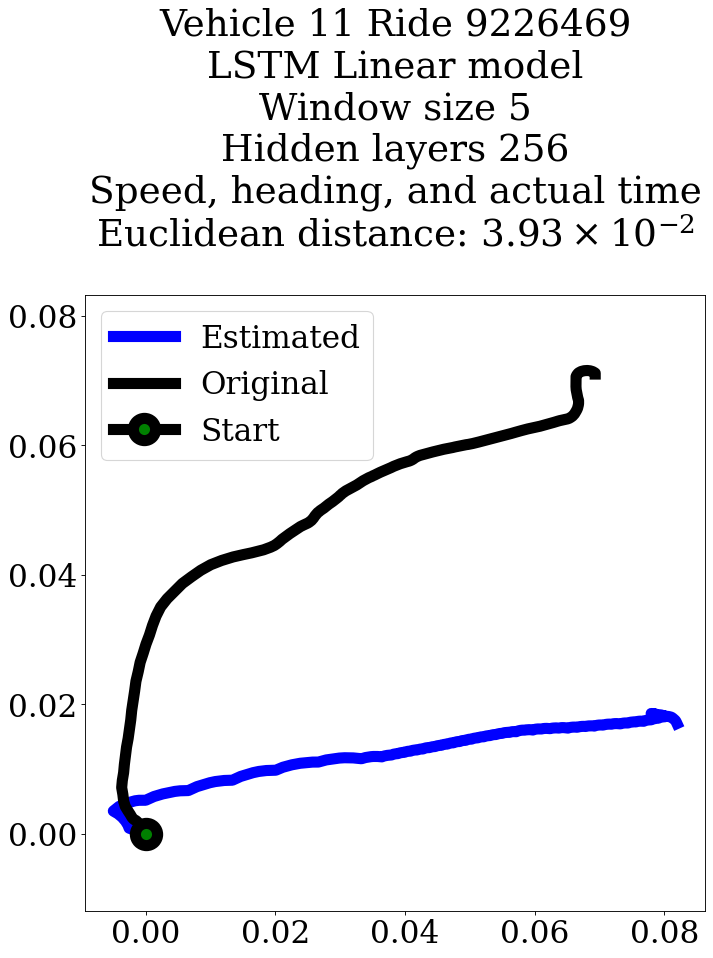 Vehicle 11 Ride 9226469
LSTM Linear model
Window size 5
Hidden layers 256
Speed, heading, and actual time
Euclidean distance: 3.93 × 10⁻²
0.08
Estimated
Original
Start
0.06
0.04
0.02
0.00
0.00 0.02 0.04 0.06 0.08